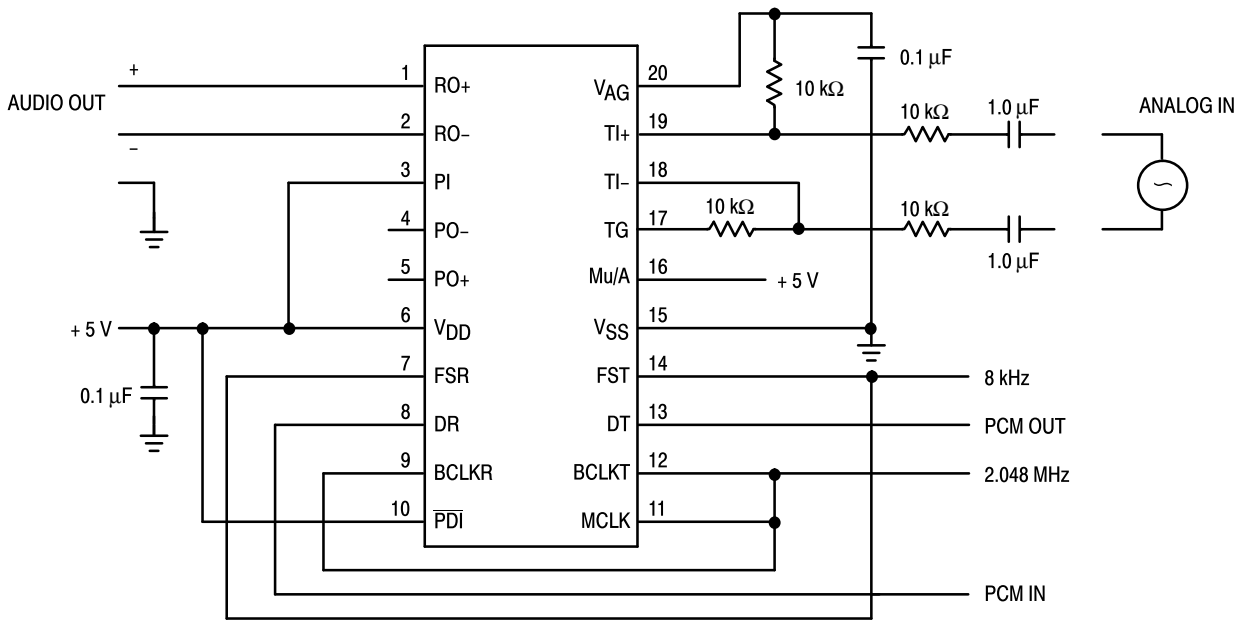 AUDIO OUT
+
–
1 RO+
2 RO–
3 PI
4 PO–
5 PO+
+ 5 V
6 VDD
7 FSR
0.1 µF
8 DR
9 BCLKR
10 PDI
VAG 20
TI+ 19
TI– 18
TG 17
Mu/A 16
VSS 15
FST 14
DT 13
BCLKT 12
MCLK 11
0.1 µF
10 kΩ
10 kΩ
1.0 µF
ANALOG IN
10 kΩ
10 kΩ
1.0 µF
+ 5 V
8 kHz
PCM OUT
2.048 MHz
PCM IN